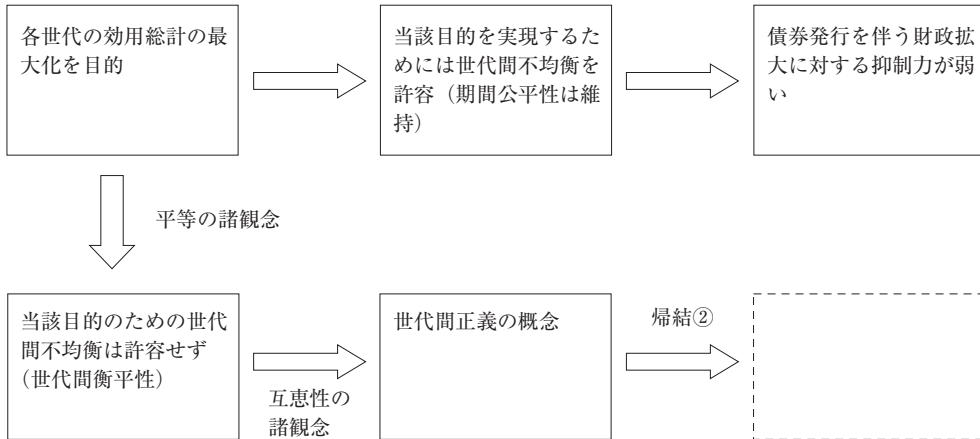 各世代の効用総計の最
大化を目的
当該目的を実現するた
めには世代間不均衡を
許容（期間公平性は維
持）
債券発行を伴う財政拡
大に対する抑制力が弱
い
平等の諸観念
当該目的のための世代
間不均衡は許容せず
（世代間衡平性）
互恵性の
諸観念
世代間正義の概念
帰結②